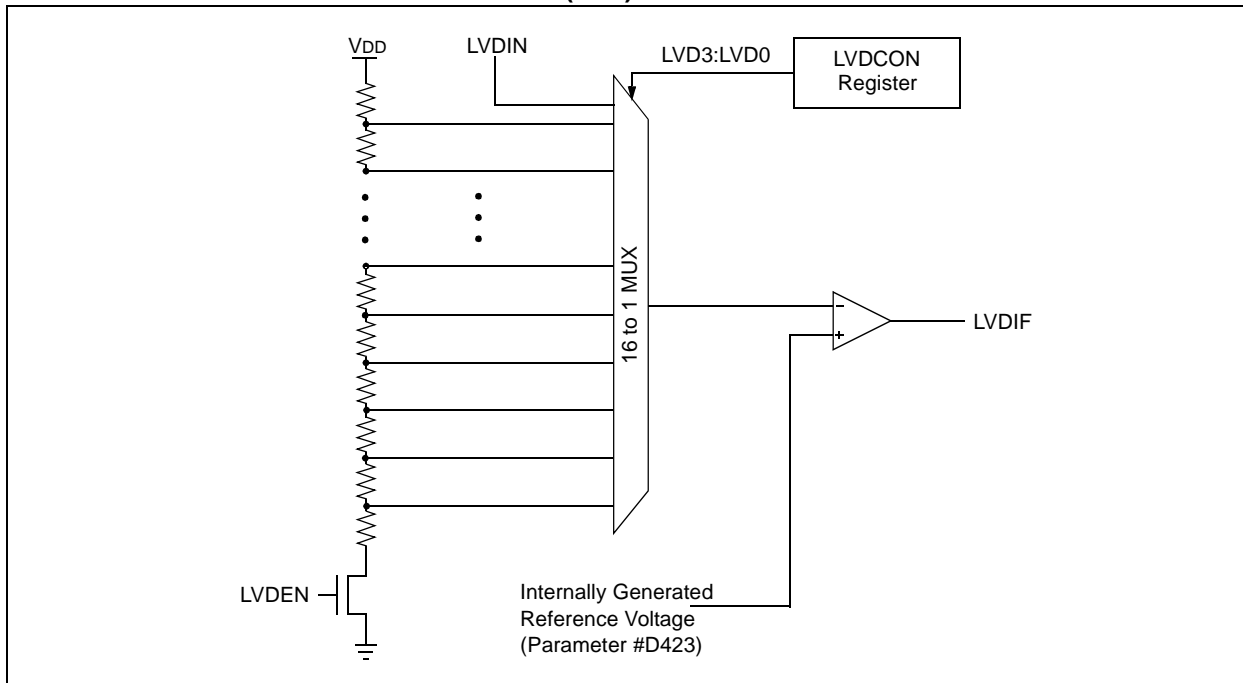 VDD
LVDIN
LVD3:LVD0
LVDCON
Register
16 to 1 MUX
LVDIF
LVDEN
Internally Generated
Reference Voltage
(Parameter #D423)